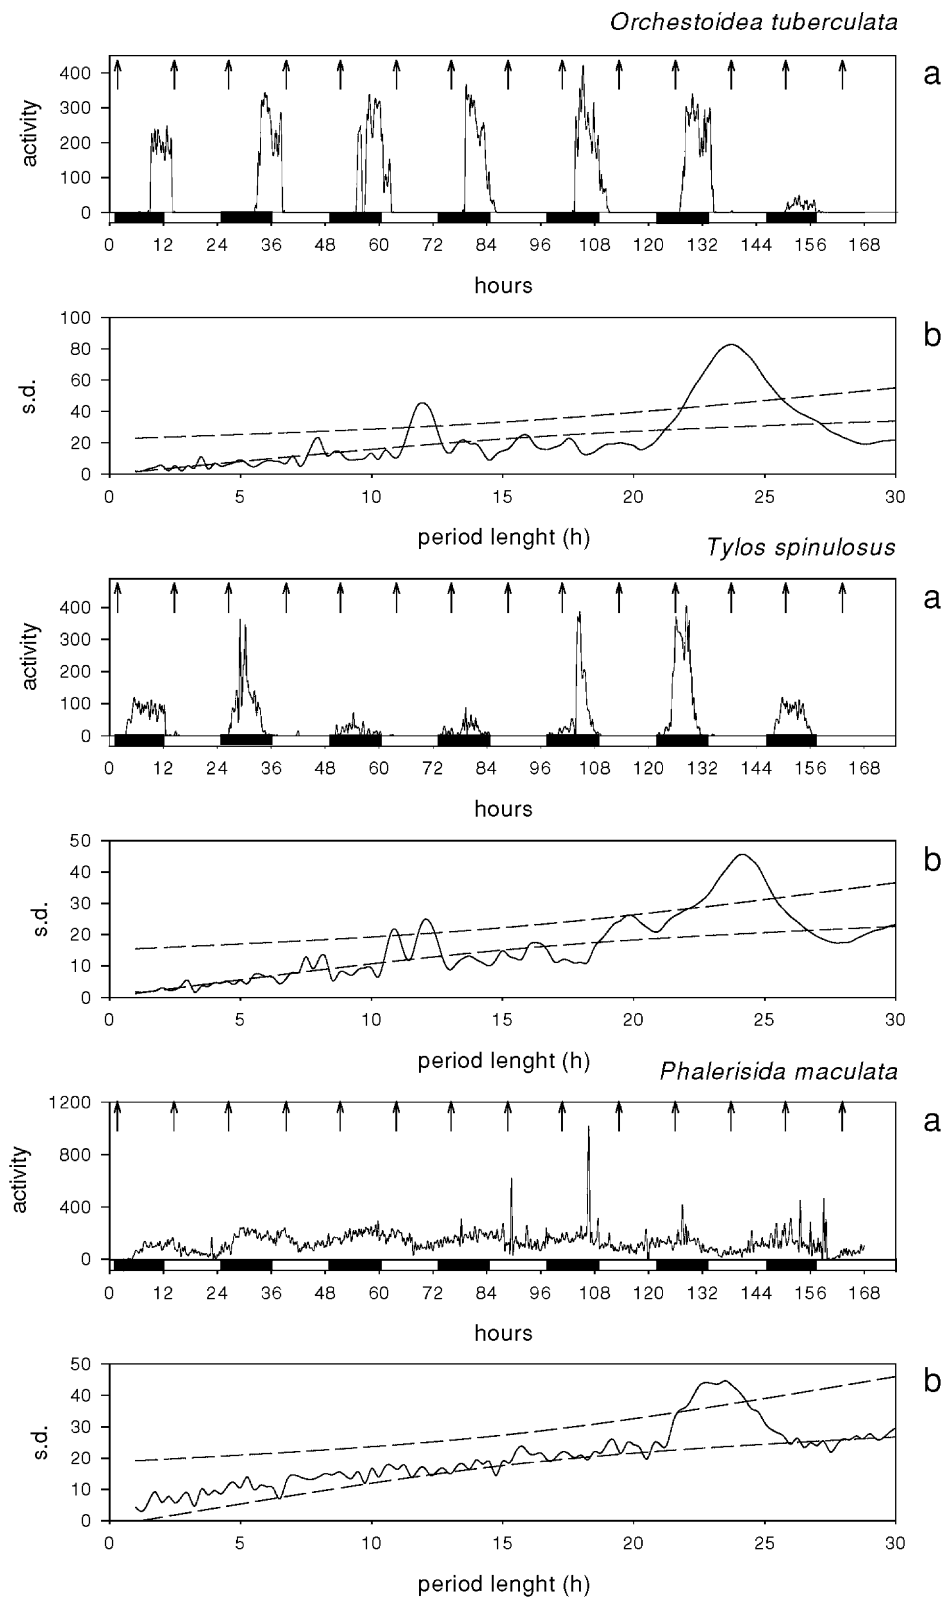 Orchestoidea tuberculata
a
400
300
200
100
0
activity
0 12 24 36 48 60 72 84 96 108 120 132 144 156 168
hours
b
100
80
60
40
20
0
s.d.
0 5 10 15 20 25 30
period lenght (h)
Tylos spinulosus
a
400
300
200
100
0
activity
0 12 24 36 48 60 72 84 96 108 120 132 144 156 168
hours
b
50
40
30
20
10
0
s.d.
0 5 10 15 20 25 30
period lenght (h)
Phalerisida maculata
a
1200
800
400
0
activity
0 12 24 36 48 60 72 84 96 108 120 132 144 156 168
hours
b
50
40
30
20
10
0
s.d.
0 5 10 15 20 25 30
period lenght (h)